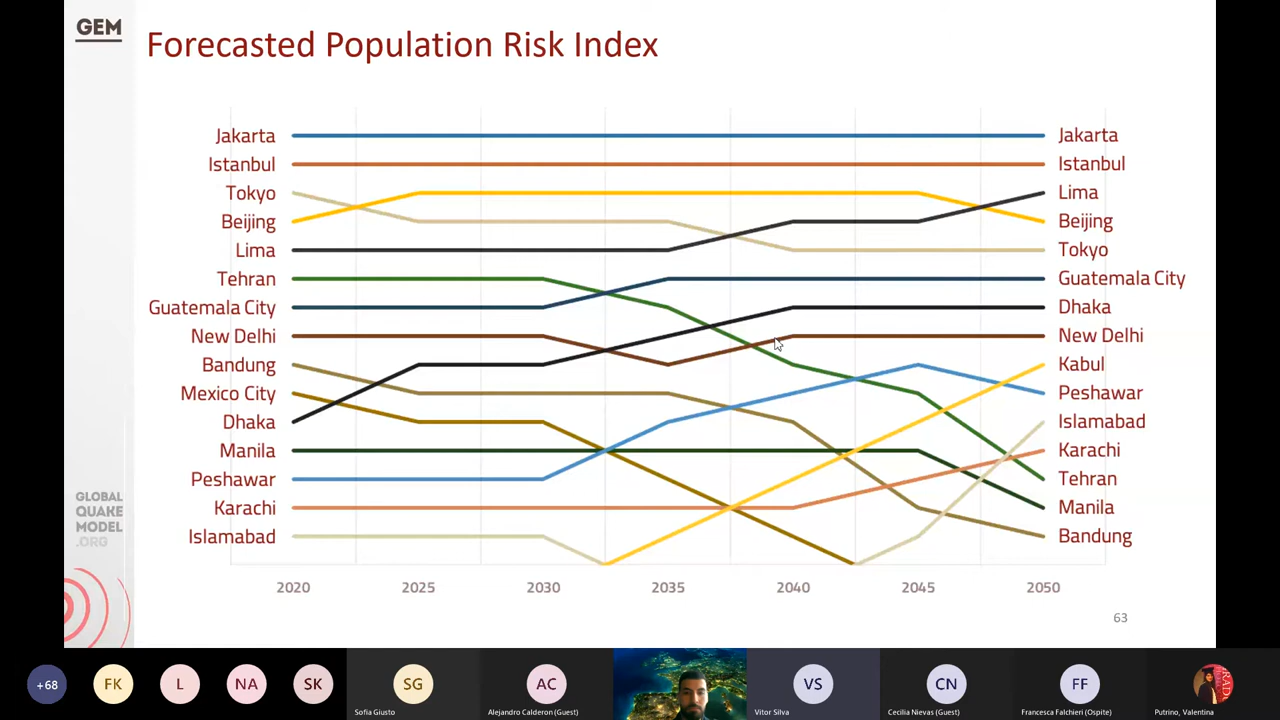 GEM
Forecasted Population Risk Index
Jakarta
Istanbul
Tokyo
Beijing
Lima
Tehran
Guatemala City
New Delhi
Bandung
Mexico City
Dhaka
Manila
Peshawar
Karachi
Islamabad
Jakarta
Istanbul
Lima
Beijing
Tokyo
Guatemala City
Dhaka
New Delhi
Kabul
Peshawar
Islamabad
Karachi
Tehran
Manila
Bandung
GLOBAL
QUAKE
MODEL
.ORG
2020 2025 2030 2035 2040 2045 2050
63
+68 FK L NA SK SG AC VS CN FF
Sofia Giusto Alejandro Calderon (Guest) Vitor Silva Cecilia Nievas (Guest) Francesca Falchieri (Ospite) Putrino, Valentina